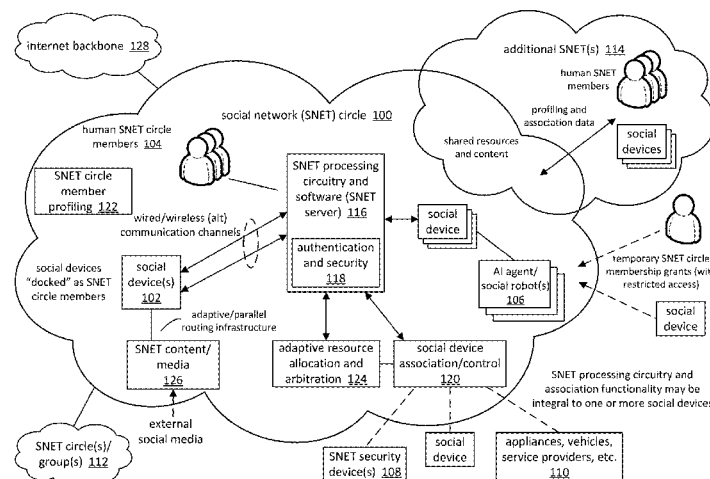 internet backbone 128
additional SNET(s) 114
human SNET
members
social network (SNET) circle 100
human SNET circle
members 104
profiling and
association data
shared resources
and content
social
devices
SNET processing
circuitry and
software (SNET
server) 116
authentication
and security
118
SNET circle
member
profiling
122
wired/wireless (alt)
communication channels
social
device
temporary SNET circle
membership grants (wit
restricted access)
social
device
AI agent/
social robot(s)
106
social devices
"docked" as SNET
circle members
social
device(s)
102
adaptive/parallel
routing infrastructure
SNET content/
media
126
adaptive resource
allocation and
arbitration 124
social device
association/control
120
SNET processing circuitry and
association functionality may be
integral to one or more social devices
external
social media
SNET circle(s)/
group(s) 112
SNET security
device(s) 108
social
device
appliances, vehicles,
service providers, etc.
110